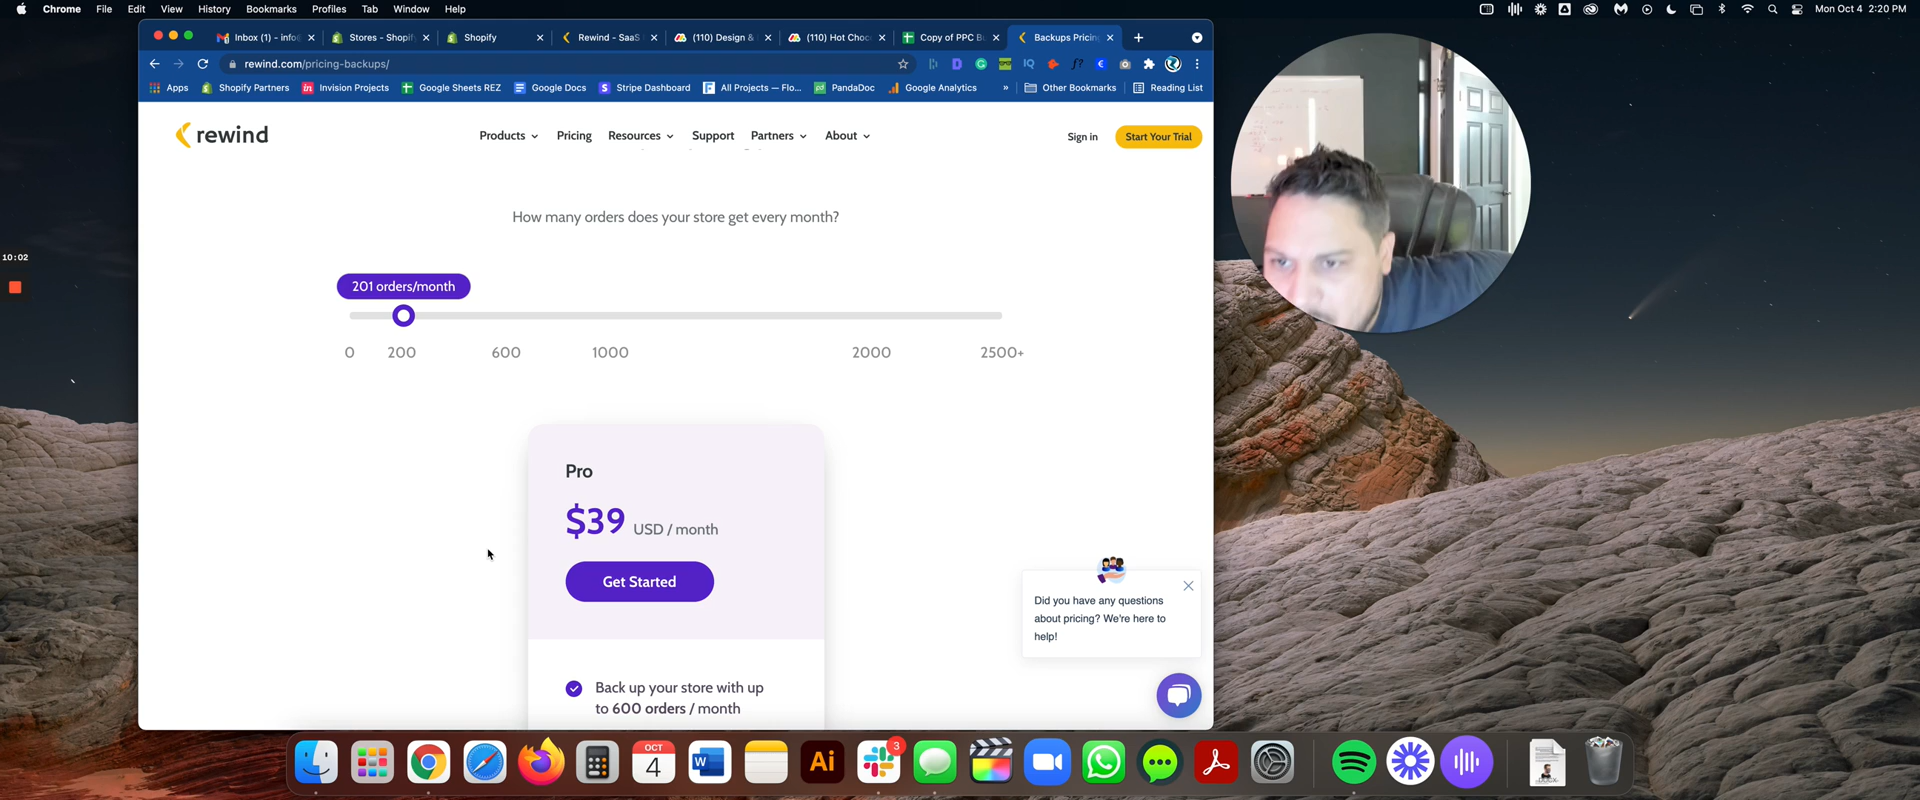 Chrome File Edit View History Bookmarks Profiles Tab Window Help
Mon Oct 4 2:20 PM
Inbox (1) - info
Stores - Shopif
Shopify
Rewind - SaaS
(110) Design &
(110) Hot Choc
Copy of PPC B
Backups Pricing
rewind.com/pricing-backups/
Apps
Shopify Partners
in Invision Projects
Google Sheets REZ
Google Docs
S Stripe Dashboard
All Projects — Flo...
pd PandaDoc
Google Analytics
»
Other Bookmarks
Reading List
rewind
Products
Pricing
Resources
Support
Partners
About
Sign in
Start Your Trial
How many orders does your store get every month?
10:02
201 orders/month
0 200 600 1000 2000 2500+
Pro
$39 USD / month
Get Started
Did you have any questions
about pricing? We're here to
help!
Back up your store with up
to 600 orders / month
OCT
4
W
Ai
3